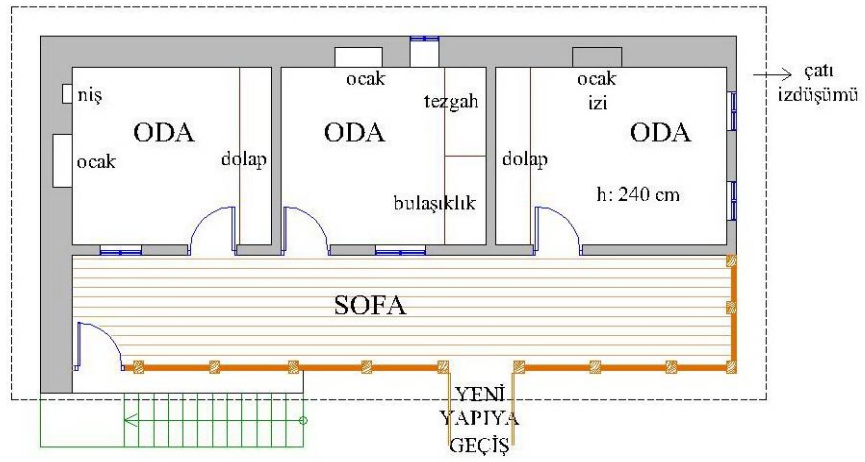 niş
ODA
ocak
dolap
ocak
ODA
tezgah
bulaşıklık
ocak
izi
ODA
dolap
h: 240 cm
çatı
izdüşümü
SOFA
YENİ
YAPIYA
GEÇİŞ